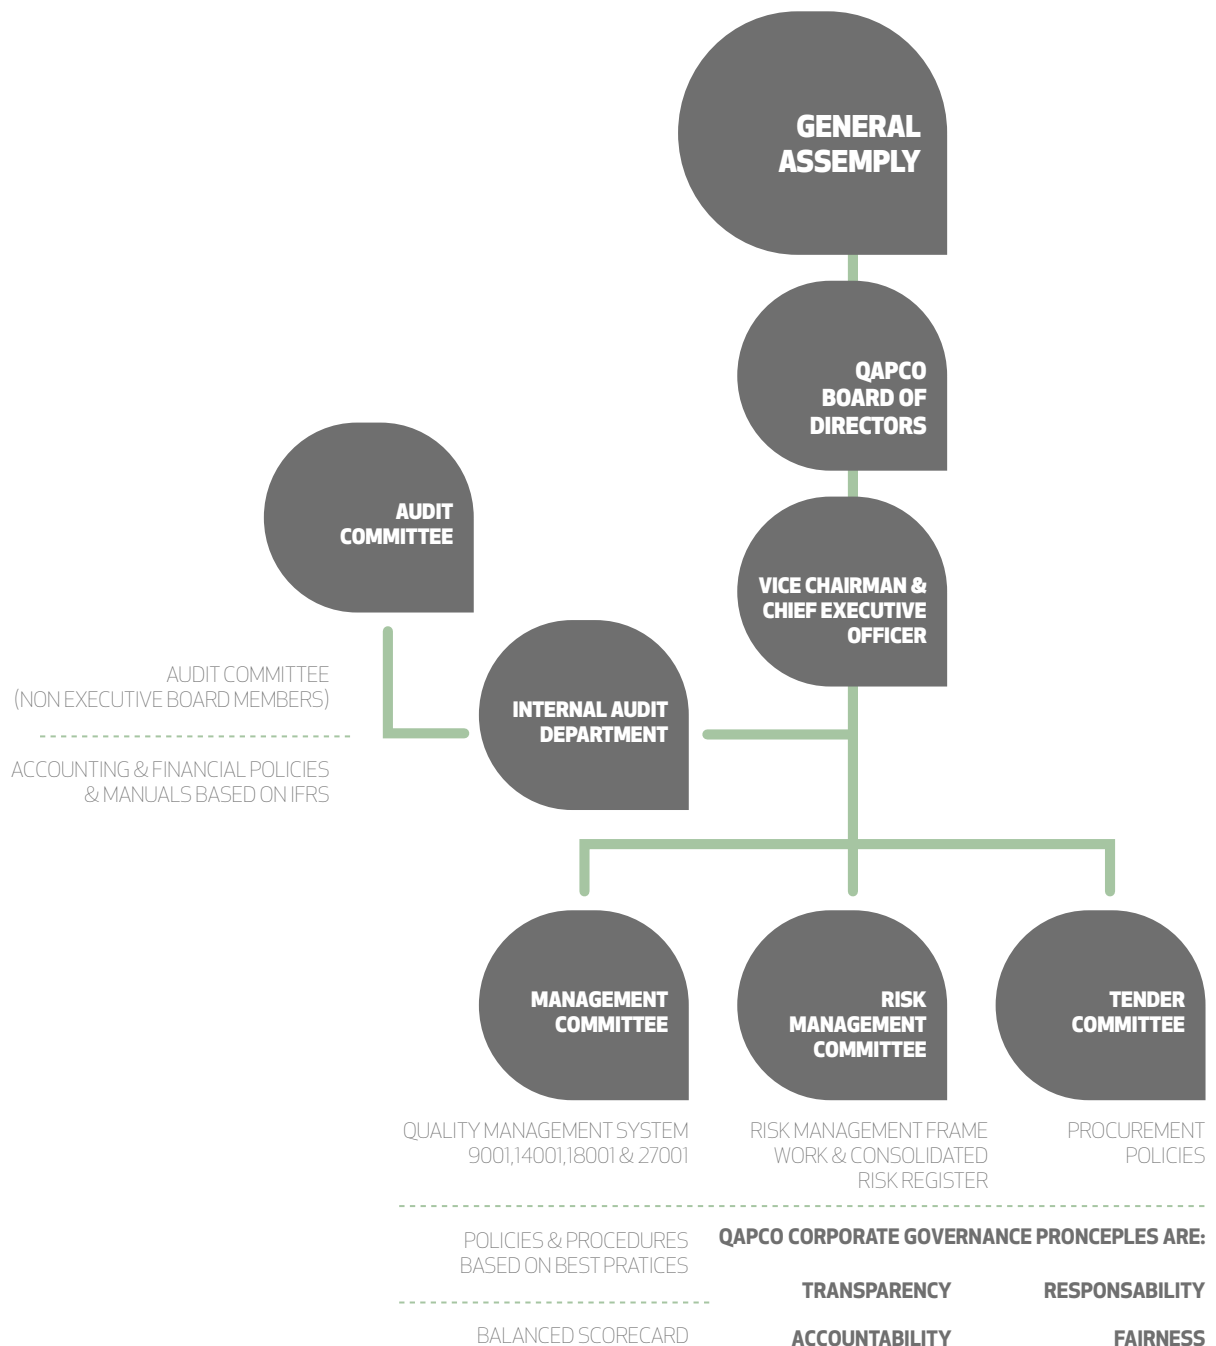 GENERAL
ASSEMPLY
QAPCO
BOARD OF
DIRECTORS
AUDIT
COMMITTEE
VICE CHAIRMAN &
CHIEF EXECUTIVE
OFFICER
AUDIT COMMITTEE
(NON EXECUTIVE BOARD MEMBERS)
INTERNAL AUDIT
DEPARTMENT
ACCOUNTING & FINANCIAL POLICIES
& MANUALS BASED ON IFRS
MANAGEMENT
COMMITTEE
RISK
MANAGEMENT
COMMITTEE
TENDER
COMMITTEE
QUALITY MANAGEMENT SYSTEM
9001,14001,18001 & 27001
RISK MANAGEMENT FRAME
WORK & CONSOLIDATED
RISK REGISTER
PROCUREMENT
POLICIES
POLICIES & PROCEDURES
BASED ON BEST PRATICES
BALANCED SCORECARD
QAPCO CORPORATE GOVERNANCE PRONCEPLES ARE:
TRANSPARENCY
RESPONSABILITY
ACCOUNTABILITY
FAIRNESS